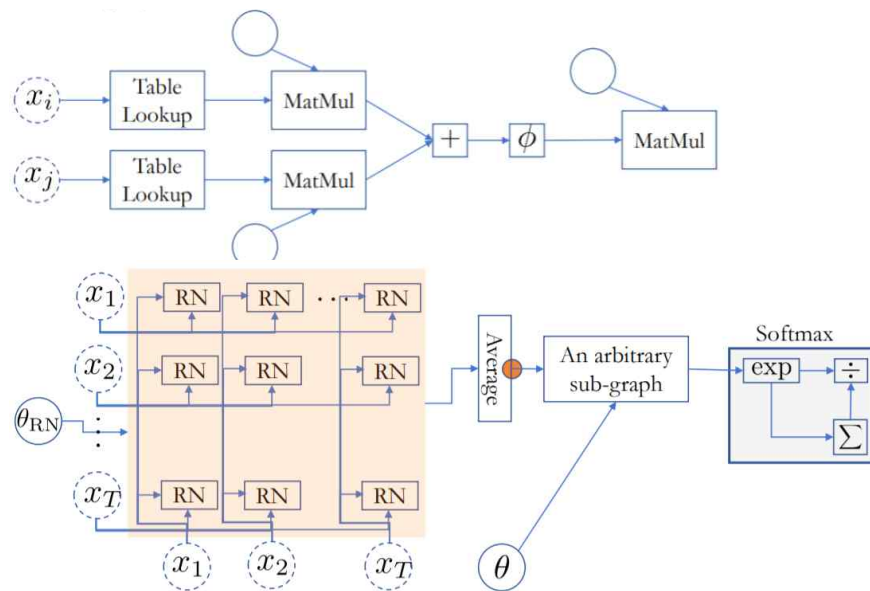 x_i
Table
Lookup
MatMul
+
ϕ
MatMul
x_j
Table
Lookup
MatMul
x_1
RN
RN
. . .
RN
x_2
RN
RN
RN
θ_RN
⋮
x_T
RN
RN
RN
x_1
x_2
x_T
Average
An arbitrary
sub-graph
θ
Softmax
exp
÷
∑